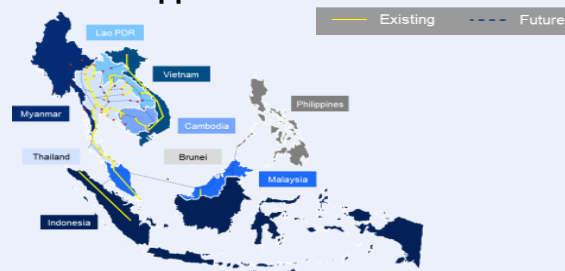 Existing
Future
Lao PDR
Vietnam
Myanmar
Philippines
Cambodia
Thailand
Brunei
Malaysia
Indonesia